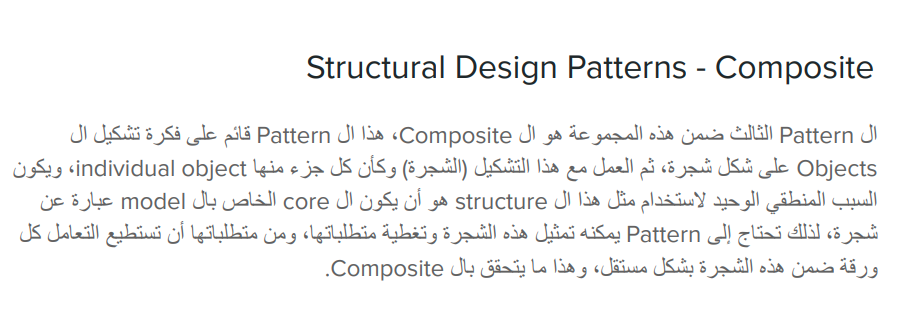 Structural Design Patterns - Composite
ال Pattern الثالث ضمن هذه المجموعة هو ال Composite، هذا ال Pattern قائم على فكرة تشكيل ال
Objects على شكل شجرة، ثم العمل مع هذا التشكيل (الشجرة) وكأن كل جزء منها individual object، ويكون
السبب المنطقي الوحيد لاستخدام مثل هذا ال structure هو أن يكون ال core الخاص بال model عبارة عن
شجرة، لذلك تحتاج إلى Pattern يمكنه تمثيل هذه الشجرة وتغطية متطلباتها، ومن متطلباتها أن تستطيع التعامل كل
ورقة ضمن هذه الشجرة بشكل مستقل، وهذا ما يتحقق بال Composite.